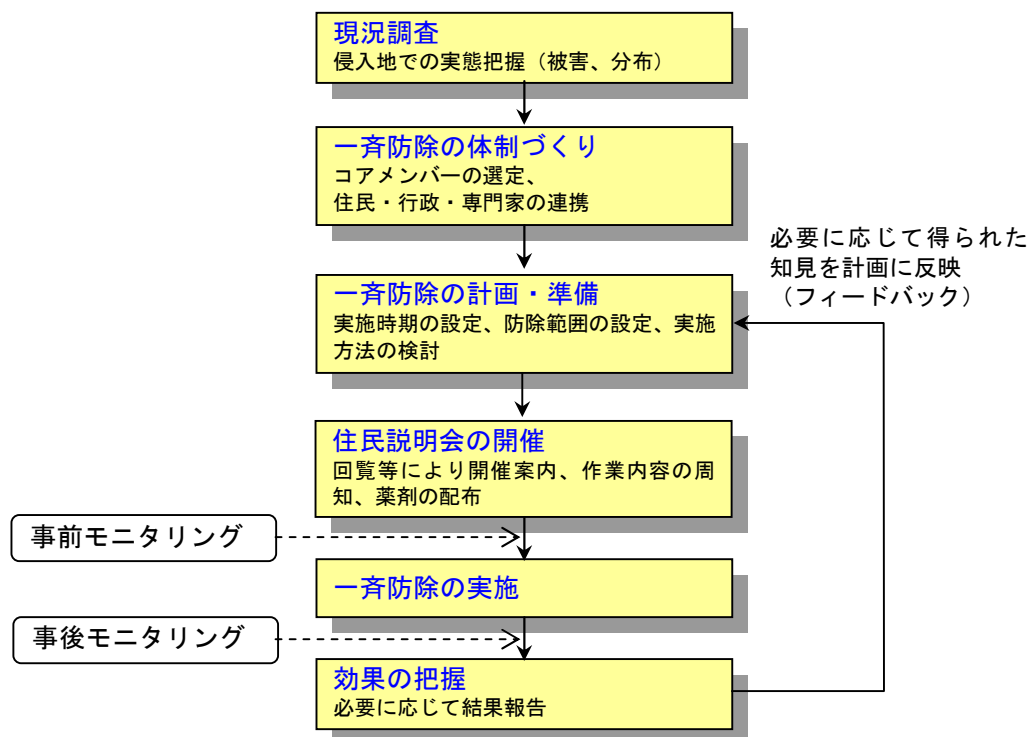 現況調査
侵入地での実態把握（被害、分布）
一斉防除の体制づくり
コアメンバーの選定、
住民・行政・専門家の連携
必要に応じて得られた
知見を計画に反映
（フィードバック）
一斉防除の計画・準備
実施時期の設定、防除範囲の設定、実施
方法の検討
住民説明会の開催
回覧等により開催案内、作業内容の周
知、薬剤の配布
事前モニタリング
一斉防除の実施
事後モニタリング
効果の把握
必要に応じて結果報告